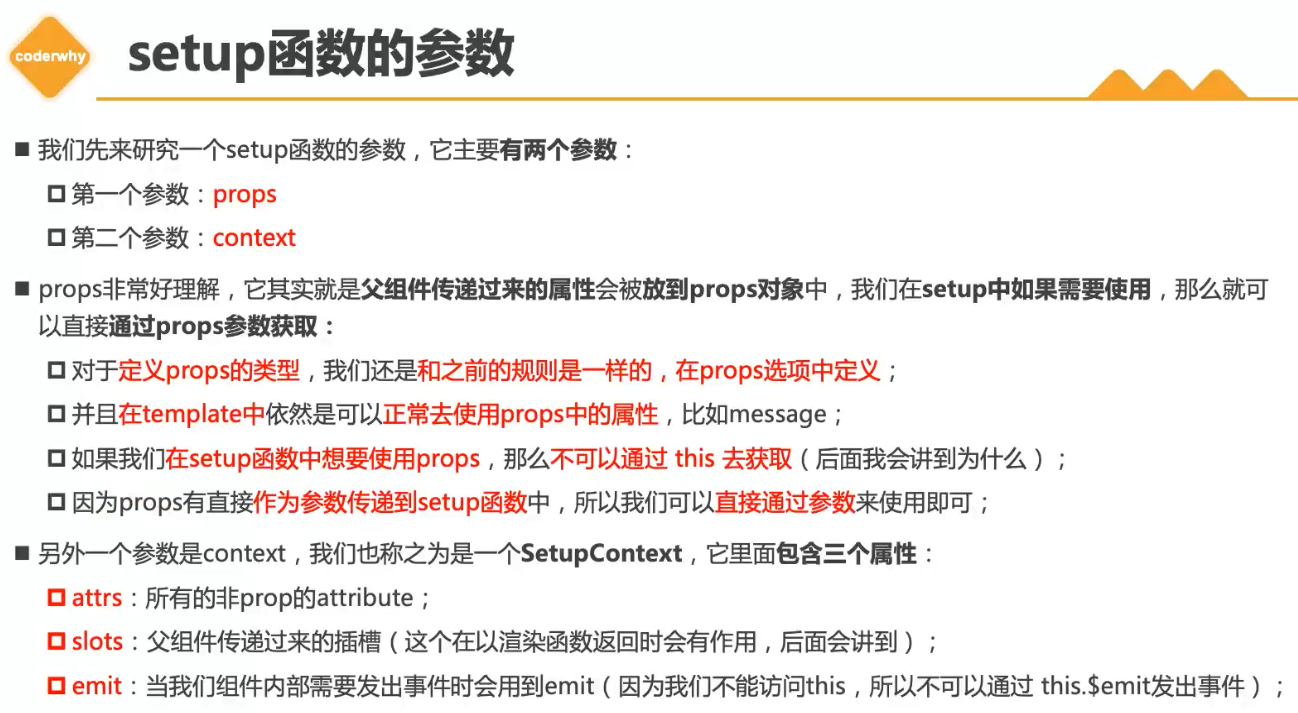 coderwhy
setup函数的参数
■ 我们先来研究一个setup函数的参数，它主要有两个参数：
第一个参数：props
第二个参数：context
■ props非常好理解，它其实就是父组件传递过来的属性会被放到props对象中，我们在setup中如果需要使用，那么就可
以直接通过props参数获取：
对于定义props的类型，我们还是和之前的规则是一样的，在props选项中定义；
并且在template中依然是可以正常去使用props中的属性，比如message；
如果我们在setup函数中想要使用props，那么不可以通过 this 去获取（后面我会讲到为什么）；
因为props有直接作为参数传递到setup函数中，所以我们可以直接通过参数来使用即可；
■ 另外一个参数是context，我们也称之为是一个SetupContext，它里面包含三个属性：
attrs：所有的非prop的attribute；
slots：父组件传递过来的插槽（这个在以渲染函数返回时会有作用，后面会讲到）；
emit：当我们组件内部需要发出事件时会用到emit（因为我们不能访问this，所以不可以通过 this.$emit发出事件）；